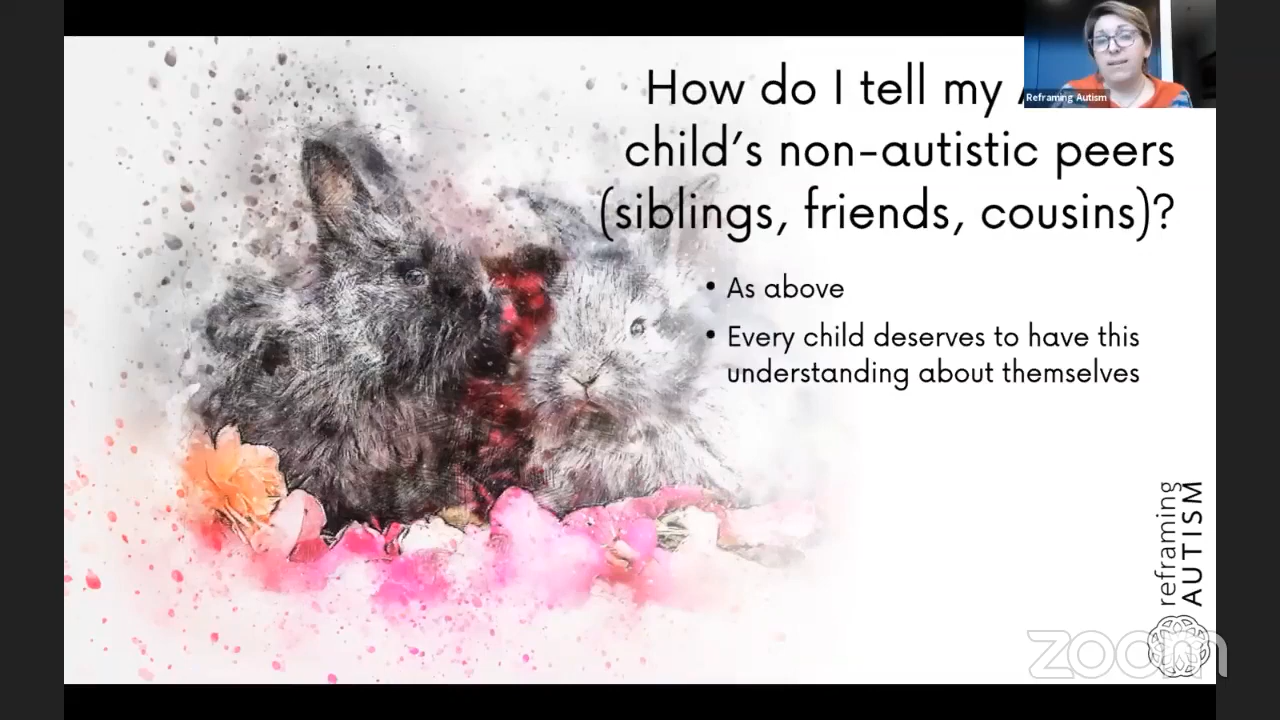 How do I tell my
child's non-autistic peers
(siblings, friends, cousins)?
Reframing Autism
• As above
• Every child deserves to have this
understanding about themselves
reframing
AUTISM
zoom